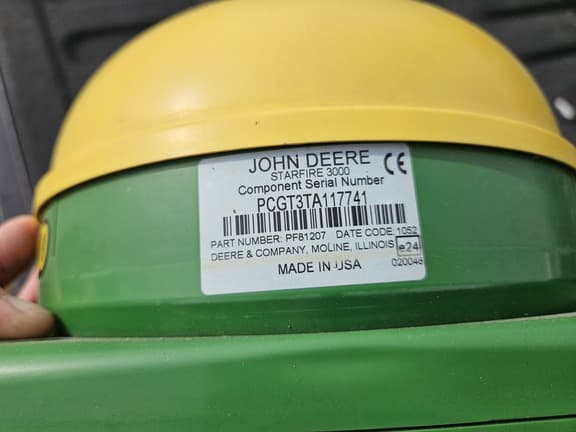 JOHN DEERE CE
STARFIRE 3000
Component Serial Number
PCGT3TA117741
PART NUMBER: PF81207 DATE CODE: 1052
DEERE & COMPANY, MOLINE, ILLINOIS e24
MADE IN USA 020046